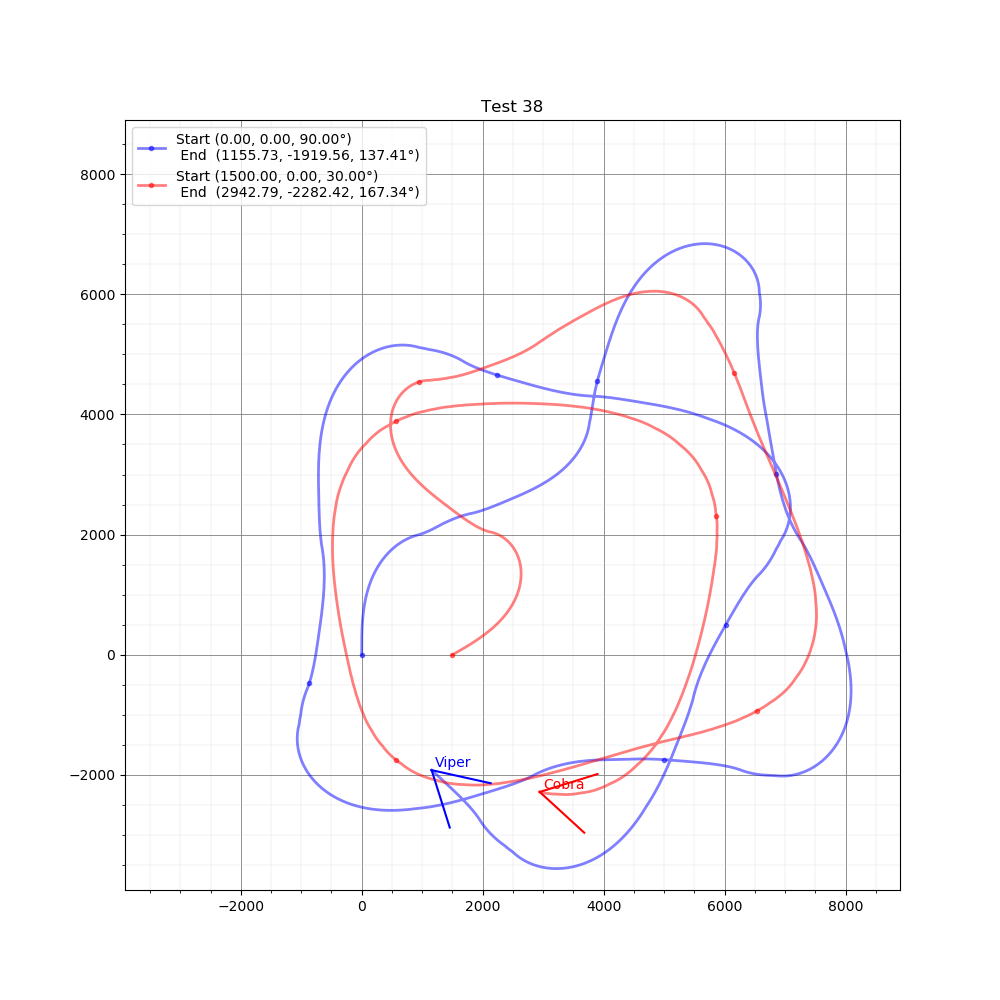 Test 38
Start (0.00, 0.00, 90.00°)
End  (1155.73, -1919.56, 137.41°)
Start (1500.00, 0.00, 30.00°)
End  (2942.79, -2282.42, 167.34°)
8000
6000
4000
2000
0
−2000
Viper
Cobra
−2000
0
2000
4000
6000
8000